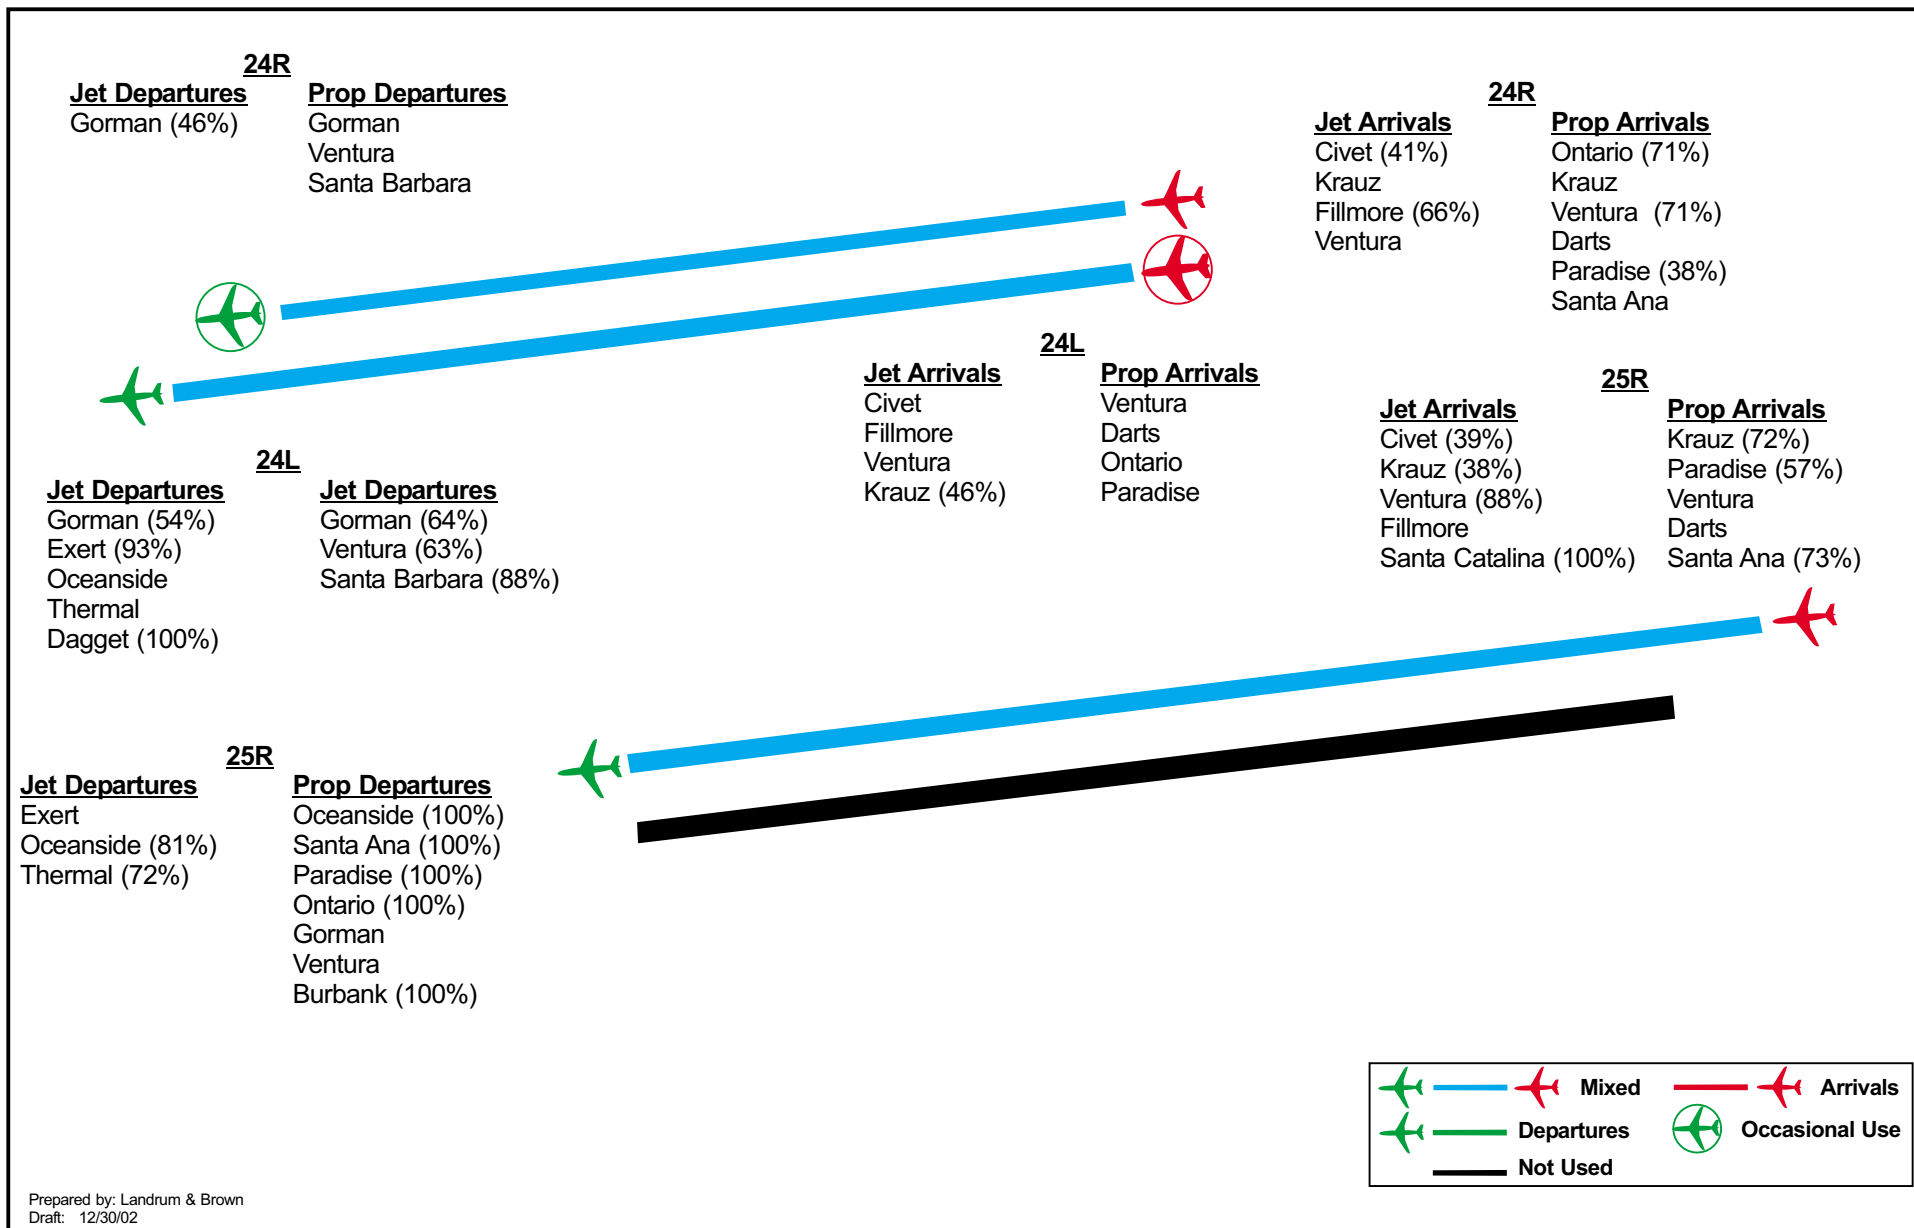 24R
Jet Departures Prop Departures
Gorman (46%) Gorman
Ventura
Santa Barbara
24R
Jet Arrivals Prop Arrivals
Civet (41%) Ontario (71%)
Krauz Krauz
Fillmore (66%) Ventura (71%)
Ventura Darts
Paradise (38%)
Santa Ana
24L
Jet Arrivals Prop Arrivals
Civet Ventura
Fillmore Darts
Ventura Ontario
Krauz (46%) Paradise
25R
Jet Arrivals Prop Arrivals
Civet (39%) Krauz (72%)
Krauz (38%) Paradise (57%)
Ventura (88%) Ventura
Fillmore Darts
Santa Catalina (100%) Santa Ana (73%)
24L
Jet Departures Jet Departures
Gorman (54%) Gorman (64%)
Exert (93%) Ventura (63%)
Oceanside Santa Barbara (88%)
Thermal
Dagget (100%)
25R
Jet Departures Prop Departures
Exert Oceanside (100%)
Oceanside (81%) Santa Ana (100%)
Thermal (72%) Paradise (100%)
Ontario (100%)
Gorman
Ventura
Burbank (100%)
Mixed Arrivals
Departures Occasional Use
Not Used
Prepared by: Landrum & Brown
Draft: 12/30/02